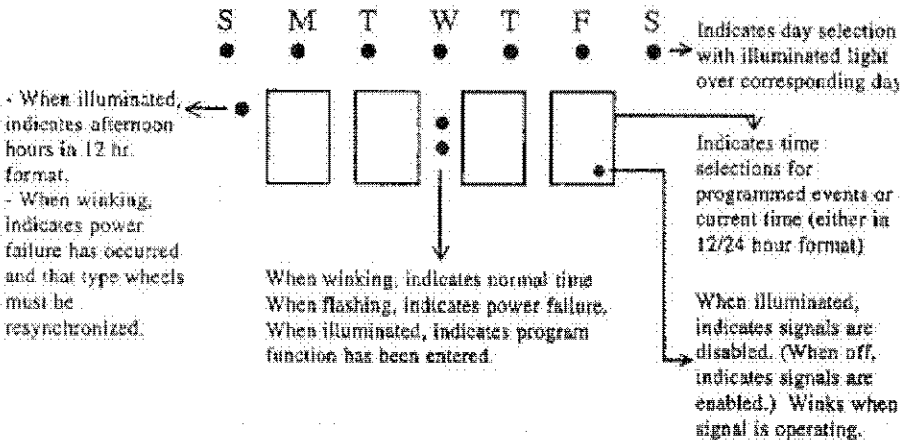 S M T W T F S
Indicates day selection
with illuminated light
over corresponding day
- When illuminated,
indicates afternoon
hours in 12 hr.
format.
- When winking,
indicates power
failure has occurred
and that type wheels
must be
resynchronized.
Indicates time
selections for
programmed events or
current time (either in
12/24 hour format)
When winking, indicates normal time
When flashing, indicates power failure.
When illuminated, indicates program
function has been entered.
When illuminated,
indicates signals are
disabled. (When off,
indicates signals are
enabled.) Winks when
signal is operating.